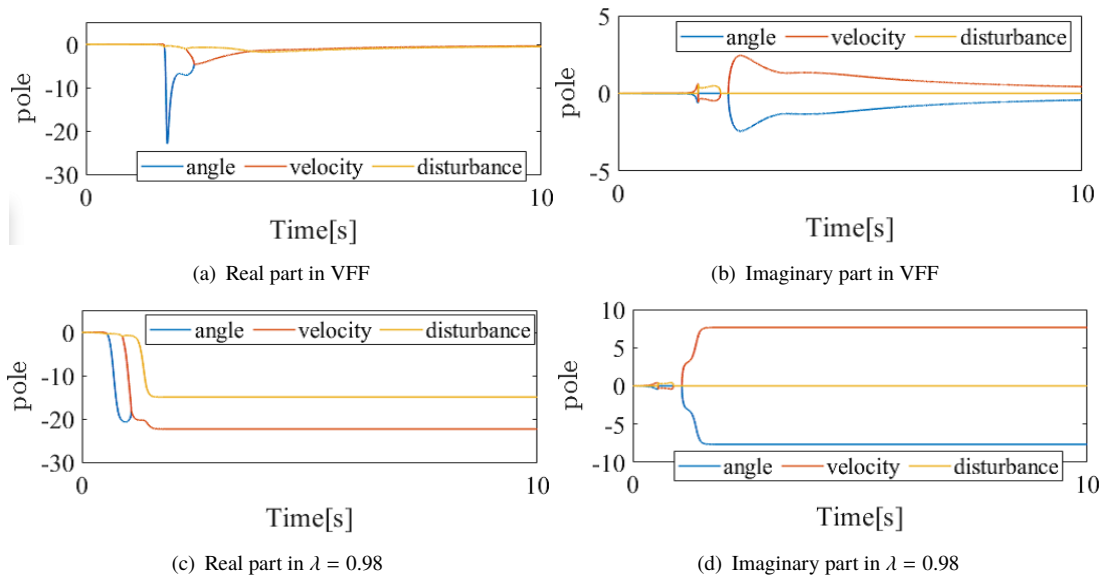 0
-10
-20
-30
pole
angle velocity disturbance
0
10
Time[s]
(a) Real part in VFF
5
0
-5
pole
angle velocity disturbance
0
10
Time[s]
(b) Imaginary part in VFF
0
-10
-20
-30
pole
angle velocity disturbance
0
10
Time[s]
(c) Real part in λ = 0.98
10
5
0
-5
-10
pole
angle velocity disturbance
0
10
Time[s]
(d) Imaginary part in λ = 0.98